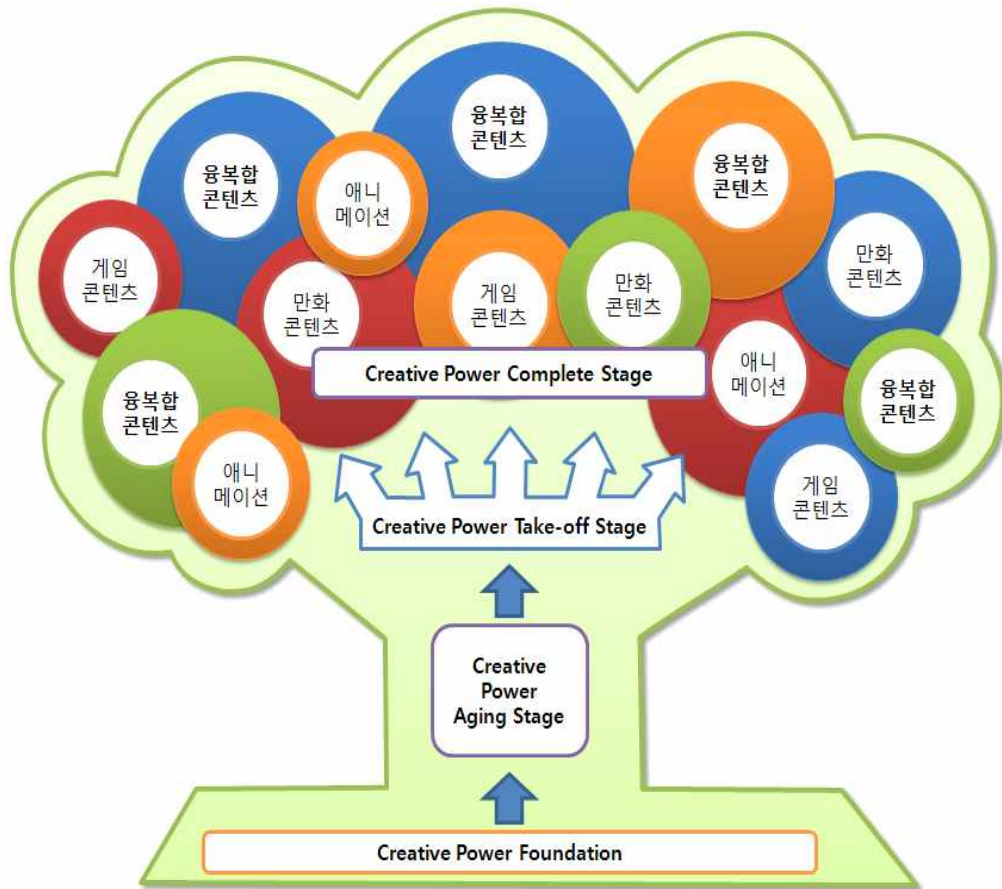 융복합
콘텐츠
융복합
콘텐츠
애니
메이션
융복합
콘텐츠
게임
콘텐츠
만화
콘텐츠
게임
콘텐츠
만화
콘텐츠
만화
콘텐츠
애니
메이션
Creative Power Complete Stage
융복합
콘텐츠
융복합
콘텐츠
애니
메이션
게임
콘텐츠
Creative Power Take-off Stage
Creative
Power
Aging Stage
Creative Power Foundation